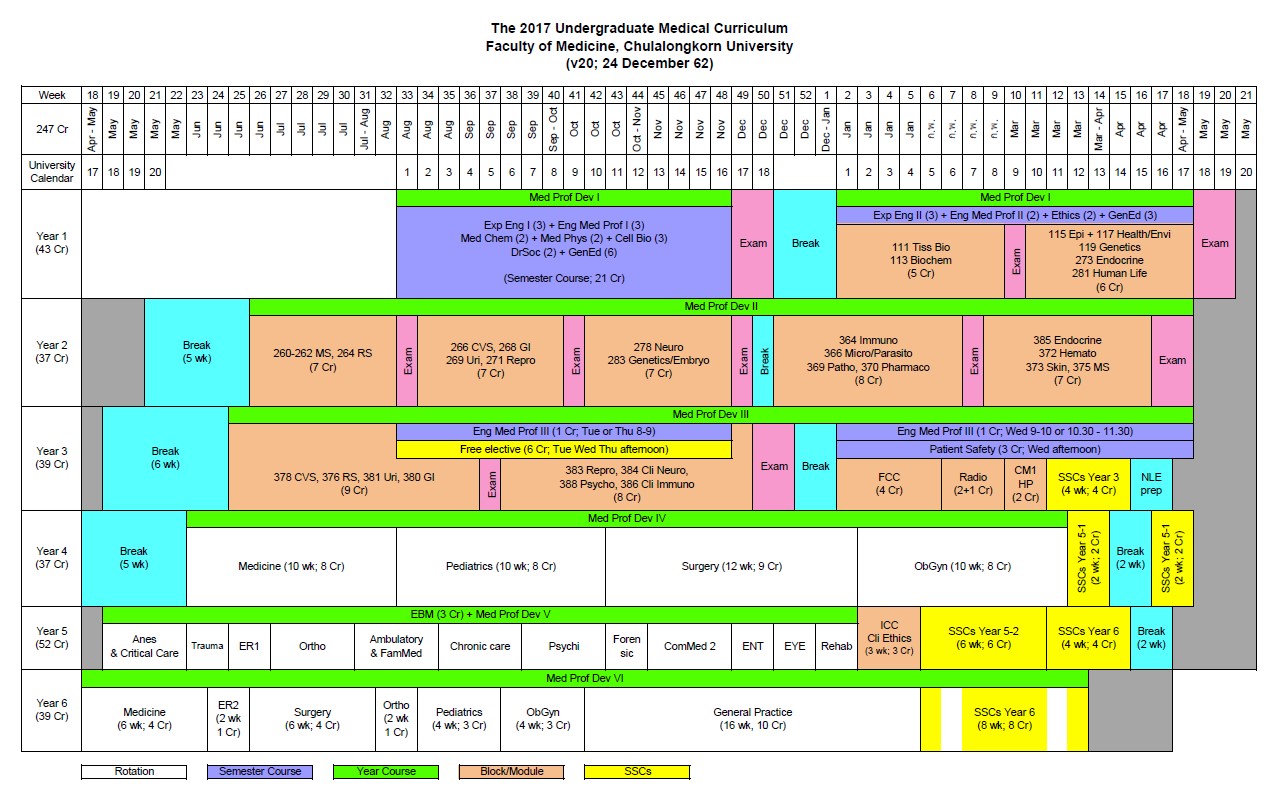 The 2017 Undergraduate Medical Curriculum
Faculty of Medicine, Chulalongkorn University
(v20; 24 December 62)
Week 18 19 20 21 22 23 24 25 26 27 28 29 30 31 32 33 34 35 36 37 38 39 40 41 42 43 44 45 46 47 48 49 50 51 52 1 2 3 4 5 6 7 8 9 10 11 12 13 14 15 16 17 18 19 20 21
247 Cr Apr - May May May May May Jun Jun Jun Jun Jul Jul Jul Jul Jul - Aug Aug Aug Aug Aug Sep Sep Sep Sep Sep - Oct Oct Oct Oct Oct - Nov Nov Nov Nov Nov Dec Dec Dec Dec Dec - Jan Jan Jan Jan Jan ก.พ. ก.พ. ก.พ. ก.พ. Mar Mar Mar Mar Mar - Apr Apr Apr Apr Apr - May May May May
University
Calendar 17 18 19 20 1 2 3 4 5 6 7 8 9 10 11 12 13 14 15 16 17 18 1 2 3 4 5 6 7 8 9 10 11 12 13 14 15 16 17 18 19 20
Year 1
(43 Cr)
Med Prof Dev I
Exp Eng I (3) + Eng Med Prof I (3)
Med Chem (2) + Med Phys (2) + Cell Bio (3)
DrSoc (2) + GenEd (6)
(Semester Course; 21 Cr)
Exam
Break
Med Prof Dev I
Exp Eng II (3) + Eng Med Prof II (2) + Ethics (2) + GenEd (3)
111 Tiss Bio
113 Biochem
(5 Cr)
Exam
115 Epi + 117 Health/Envi
119 Genetics
273 Endocrine
281 Human Life
(6 Cr)
Exam
Year 2
(37 Cr)
Break
(5 wk)
Med Prof Dev II
260-262 MS, 264 RS
(7 Cr)
Exam
266 CVS, 268 GI
269 Uri, 271 Repro
(7 Cr)
Exam
278 Neuro
283 Genetics/Embryo
(7 Cr)
Exam
Break
364 Immuno
366 Micro/Parasito
369 Patho, 370 Pharmaco
(8 Cr)
Exam
385 Endocrine
372 Hemato
373 Skin, 375 MS
(7 Cr)
Exam
Year 3
(39 Cr)
Break
(6 wk)
Med Prof Dev III
Eng Med Prof III (1 Cr; Tue or Thu 8-9)
Free elective (6 Cr; Tue Wed Thu afternoon)
378 CVS, 376 RS, 381 Uri, 380 GI
(9 Cr)
Exam
383 Repro, 384 Cli Neuro,
388 Psycho, 386 Cli Immuno
(8 Cr)
Exam
Break
Eng Med Prof III (1 Cr; Wed 9-10 or 10.30 - 11.30)
Patient Safety (3 Cr; Wed afternoon)
FCC
(4 Cr)
Radio
(2+1 Cr)
CM1
HP
(2 Cr)
SSCs Year 3
(4 wk; 4 Cr)
NLE
prep
Year 4
(37 Cr)
Break
(5 wk)
Med Prof Dev IV
Medicine (10 wk; 8 Cr)
Pediatrics (10 wk; 8 Cr)
Surgery (12 wk; 9 Cr)
ObGyn (10 wk; 8 Cr)
SSCs Year 5-1
(2 wk; 2 Cr)
Break
(2 wk)
SSCs Year 5-1
(2 wk; 2 Cr)
Year 5
(52 Cr)
EBM (3 Cr) + Med Prof Dev V
Anes
& Critical Care
Trauma
ER1
Ortho
Ambulatory
& FamMed
Chronic care
Psychi
Foren
sic
ComMed 2
ENT
EYE
Rehab
ICC
Cli Ethics
(3 wk; 3 Cr)
SSCs Year 5-2
(6 wk; 6 Cr)
SSCs Year 6
(4 wk; 4 Cr)
Break
(2 wk)
Year 6
(39 Cr)
Med Prof Dev VI
Medicine
(6 wk; 4 Cr)
ER2
(2 wk
1 Cr)
Surgery
(6 wk; 4 Cr)
Ortho
(2 wk
1 Cr)
Pediatrics
(4 wk; 3 Cr)
ObGyn
(4 wk; 3 Cr)
General Practice
(16 wk, 10 Cr)
SSCs Year 6
(8 wk; 8 Cr)
Rotation
Semester Course
Year Course
Block/Module
SSCs